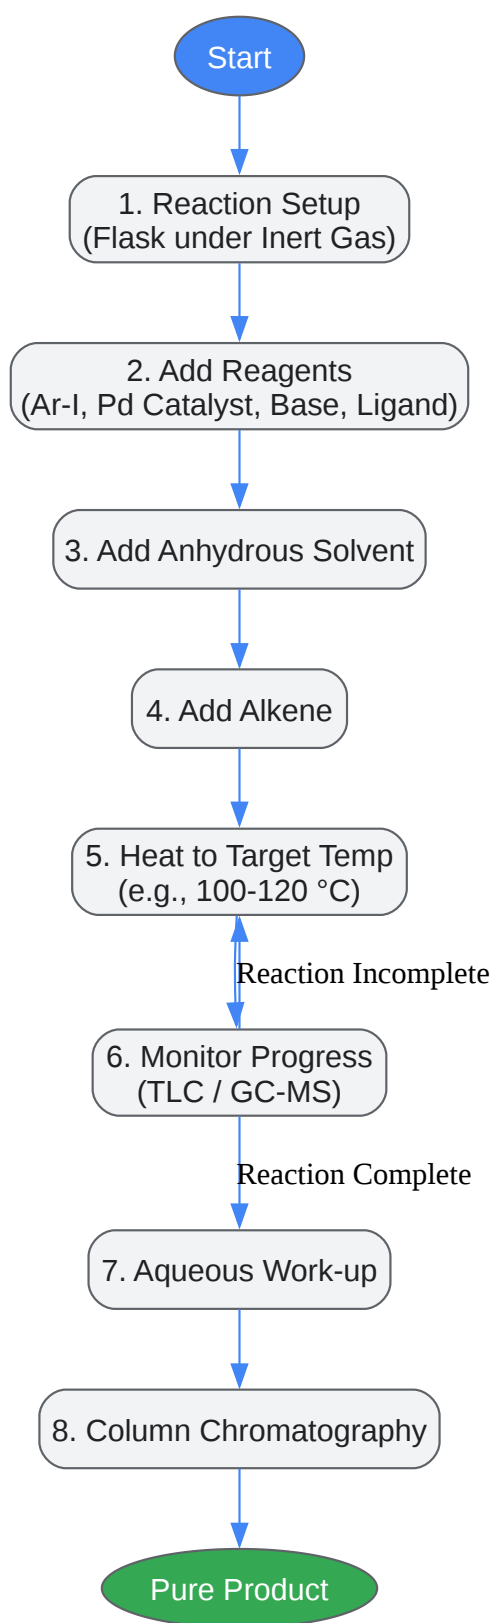 Start
1. Reaction Setup
(Flask under Inert Gas)
2. Add Reagents
(Ar-I, Pd Catalyst, Base, Ligand)
3. Add Anhydrous Solvent
4. Add Alkene
5. Heat to Target Temp
(e.g., 100-120 °C)
Reaction Incomplete
6. Monitor Progress
(TLC / GC-MS)
Reaction Complete
7. Aqueous Work-up
8. Column Chromatography
Pure Product